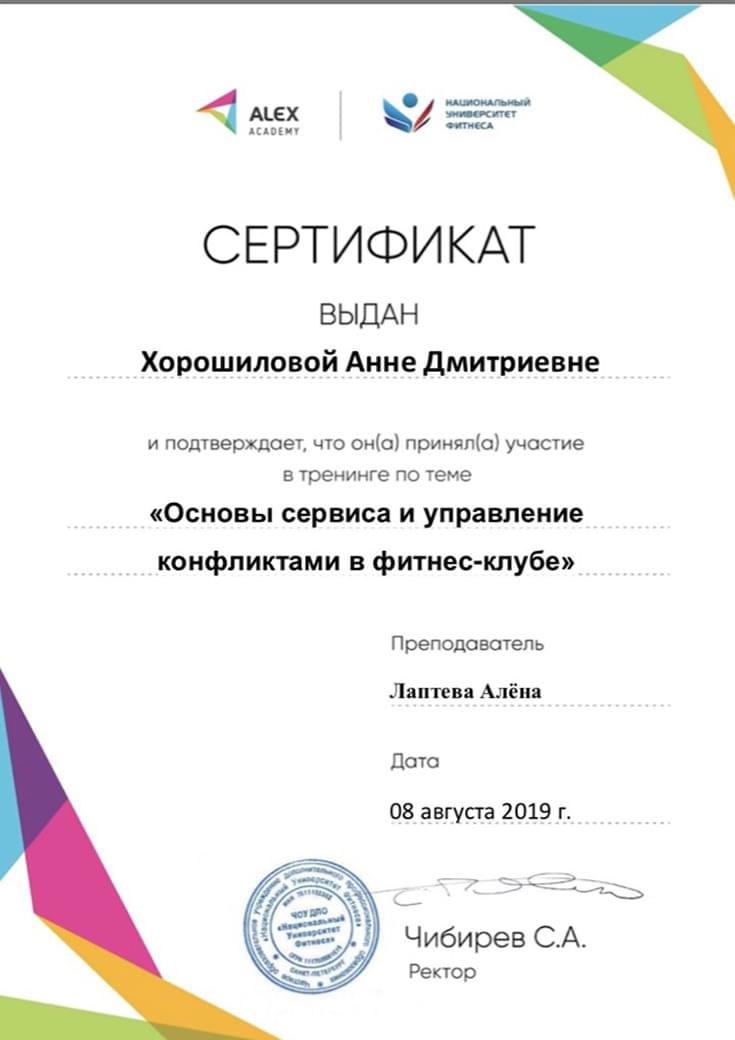 ALEX
ACADEMY
НАЦИОНАЛЬНЫЙ
УНИВЕРСИТЕТ
ФИТНЕСА
СЕРТИФИКАТ
ВЫДАН
Хорошиловой Анне Дмитриевне
и подтверждает, что он(а) принял(а) участие
в тренинге по теме
«Основы сервиса и управление
конфликтами в фитнес-клубе»
Преподаватель
Лаптева Алёна
Дата
08 августа 2019 г.
ЧОУ ДПО
«Национальный
Университет
Фитнеса»
САНКТ-ПЕТЕРБУРГ
Чибирев С.А.
Ректор